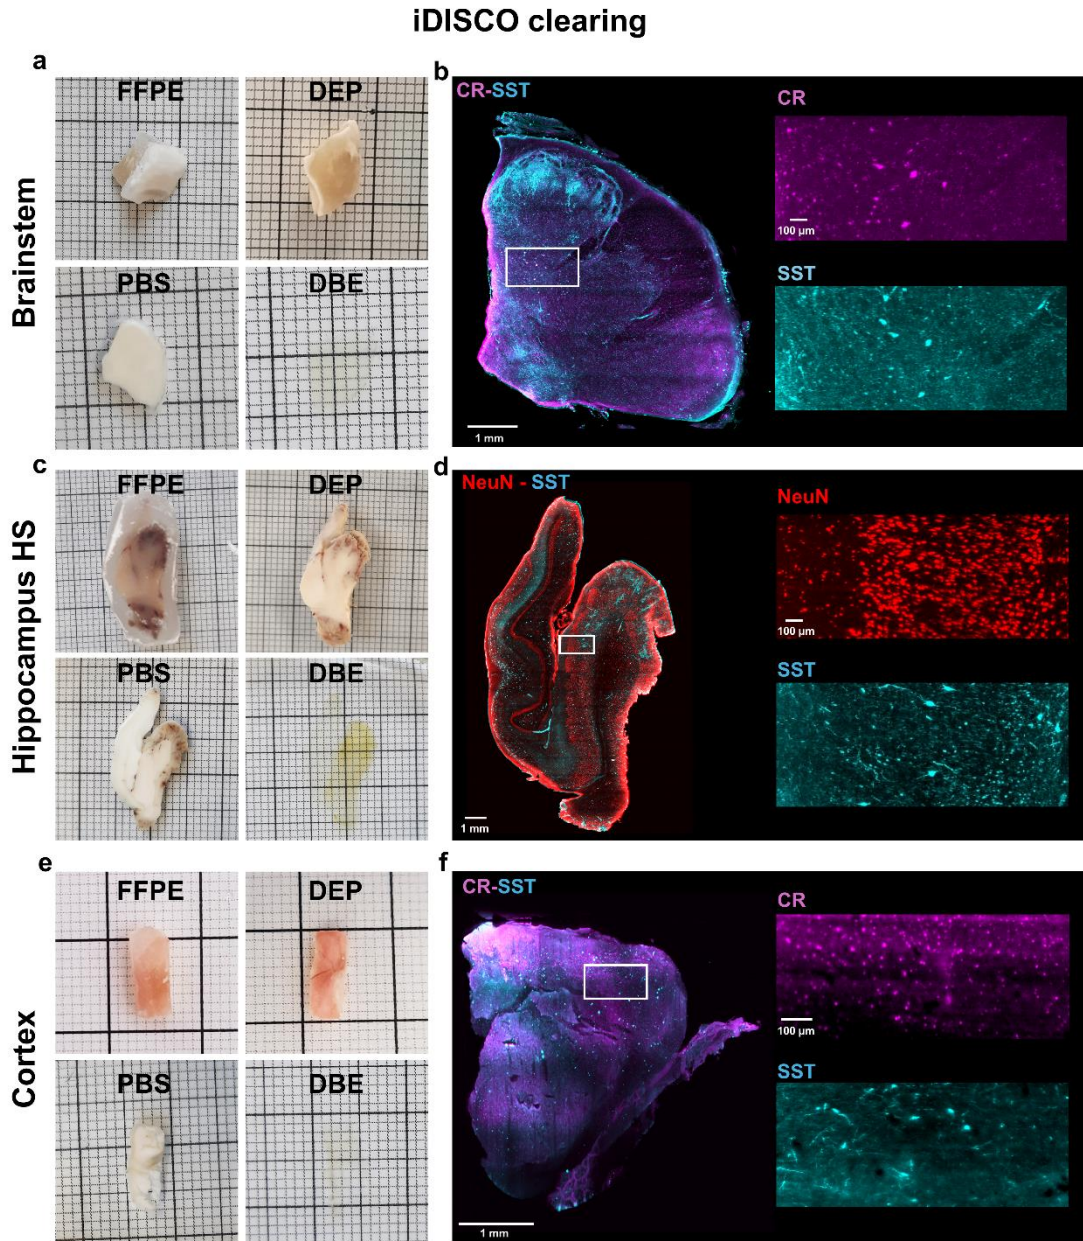 iDISCO clearing
a
FFPE
DEP
Brainstem
PBS
DBE
b
CR-SST
1 mm
CR
100 µm
SST
c
FFPE
DEP
Hippocampus HS
PBS
DBE
d
NeuN - SST
1 mm
NeuN
100 µm
SST
e
FFPE
DEP
Cortex
PBS
DBE
f
CR-SST
1 mm
CR
100 µm
SST